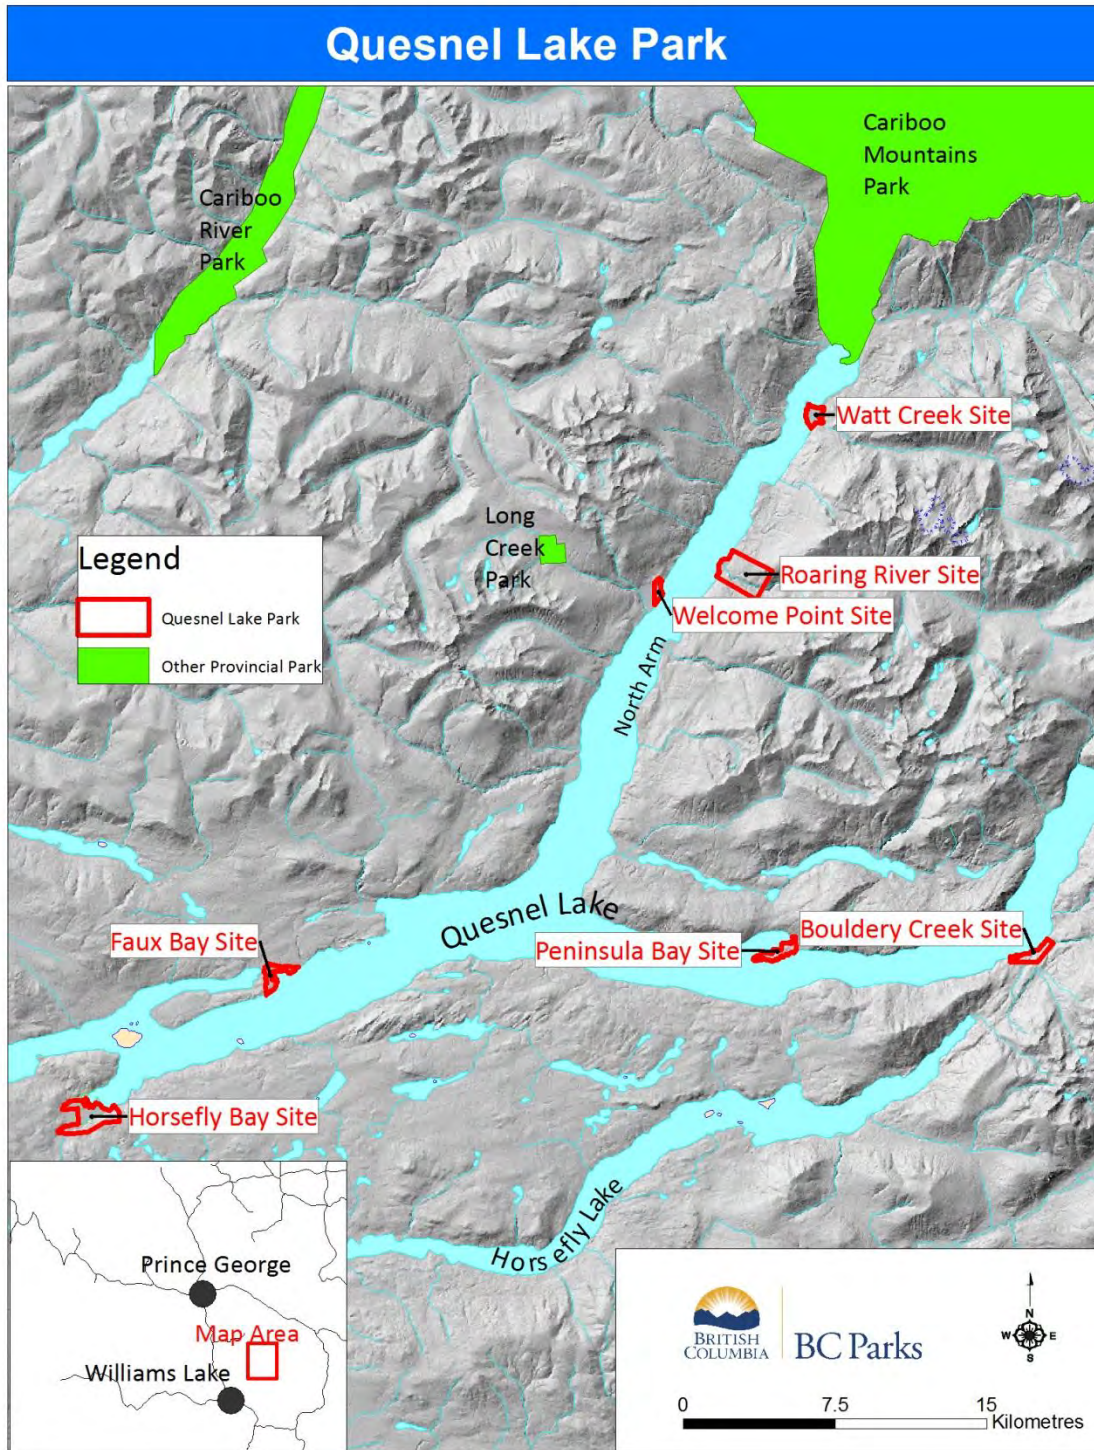 Quesnel Lake Park
Cariboo
Mountains
Park
Cariboo
River
Park
Watt Creek Site
Long
Creek
Park
Legend
Quesnel Lake Park
Other Provincial Park
Roaring River Site
Welcome Point Site
North Arm
Quesnel Lake
Faux Bay Site
Peninsula Bay Site
Bouldery Creek Site
Horsefly Bay Site
Horsefly Lake
Prince George
Map Area
Williams Lake
BRITISH
COLUMBIA
BC Parks
N
W E
S
0 7.5 15
Kilometres